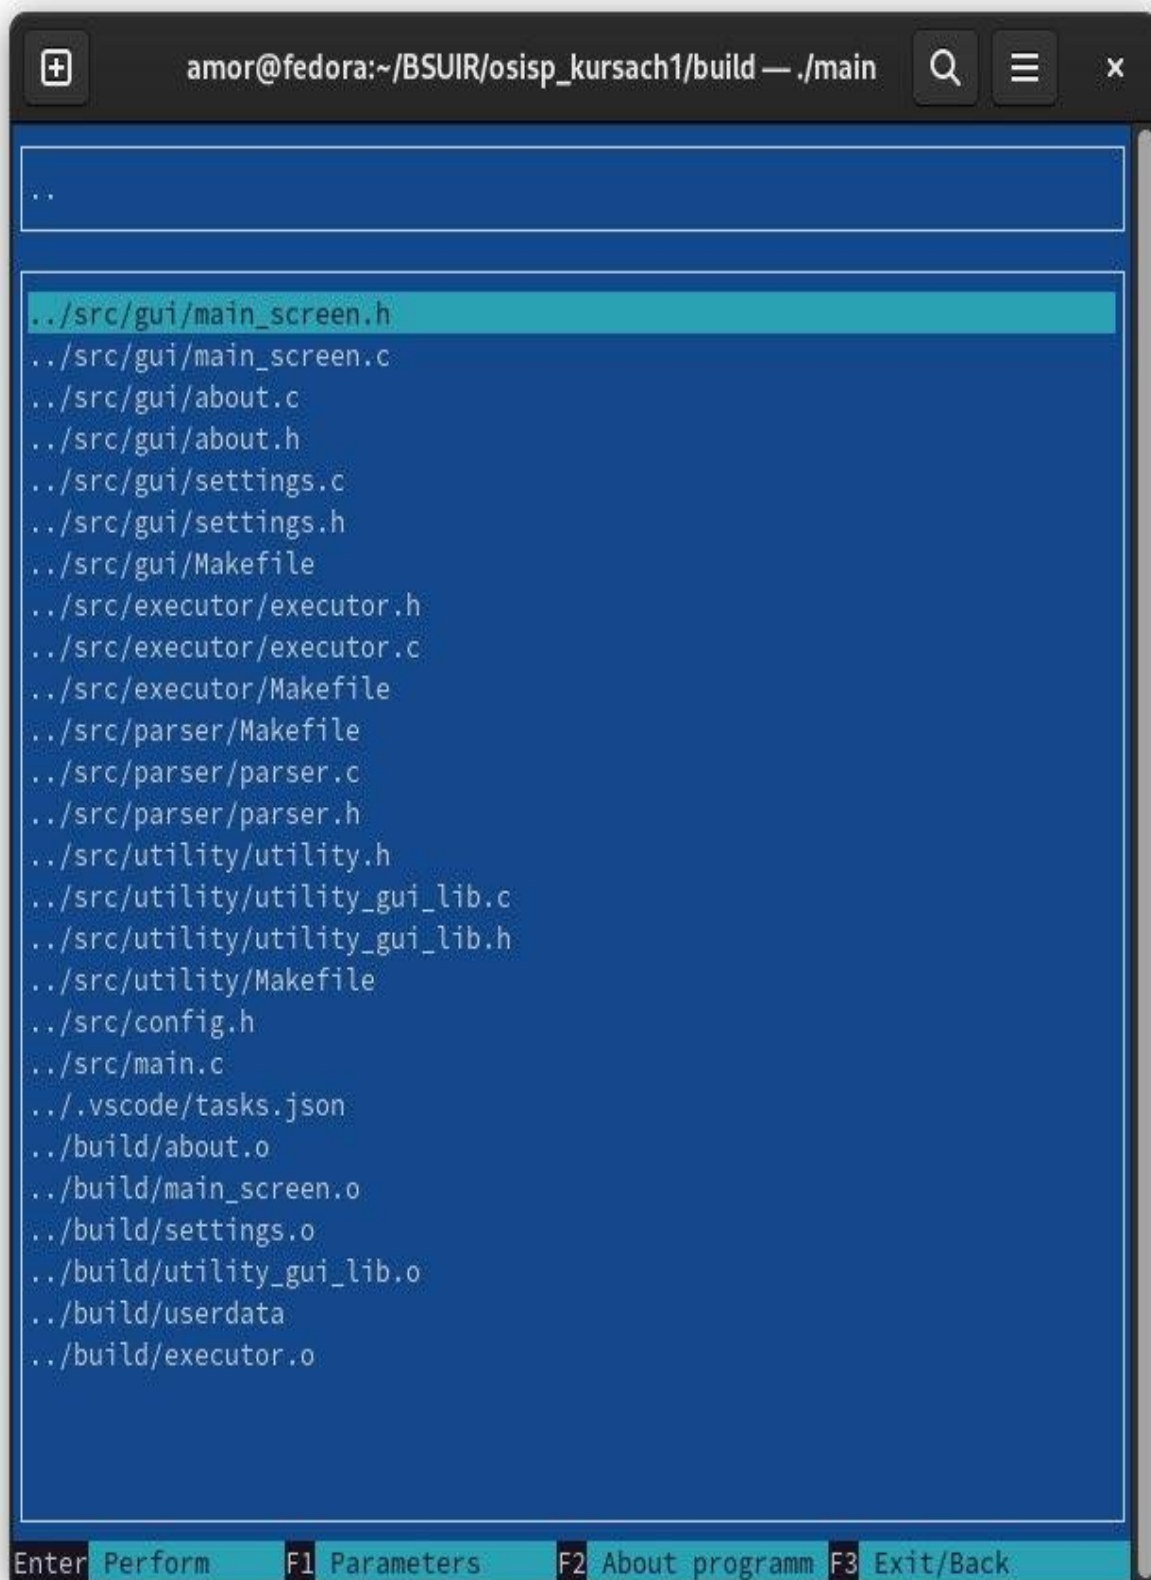 amor@fedora:~/BSUIR/osisp_kursach1/build — ./main
..
../src/gui/main_screen.h
../src/gui/main_screen.c
../src/gui/about.c
../src/gui/about.h
../src/gui/settings.c
../src/gui/settings.h
../src/gui/Makefile
../src/executor/executor.h
../src/executor/executor.c
../src/executor/Makefile
../src/parser/Makefile
../src/parser/parser.c
../src/parser/parser.h
../src/utility/utility.h
../src/utility/utility_gui_lib.c
../src/utility/utility_gui_lib.h
../src/utility/Makefile
../src/config.h
../src/main.c
../.vscode/tasks.json
../build/about.o
../build/main_screen.o
../build/settings.o
../build/utility_gui_lib.o
../build/userdata
../build/executor.o
Enter Perform F1 Parameters F2 About programm F3 Exit/Back